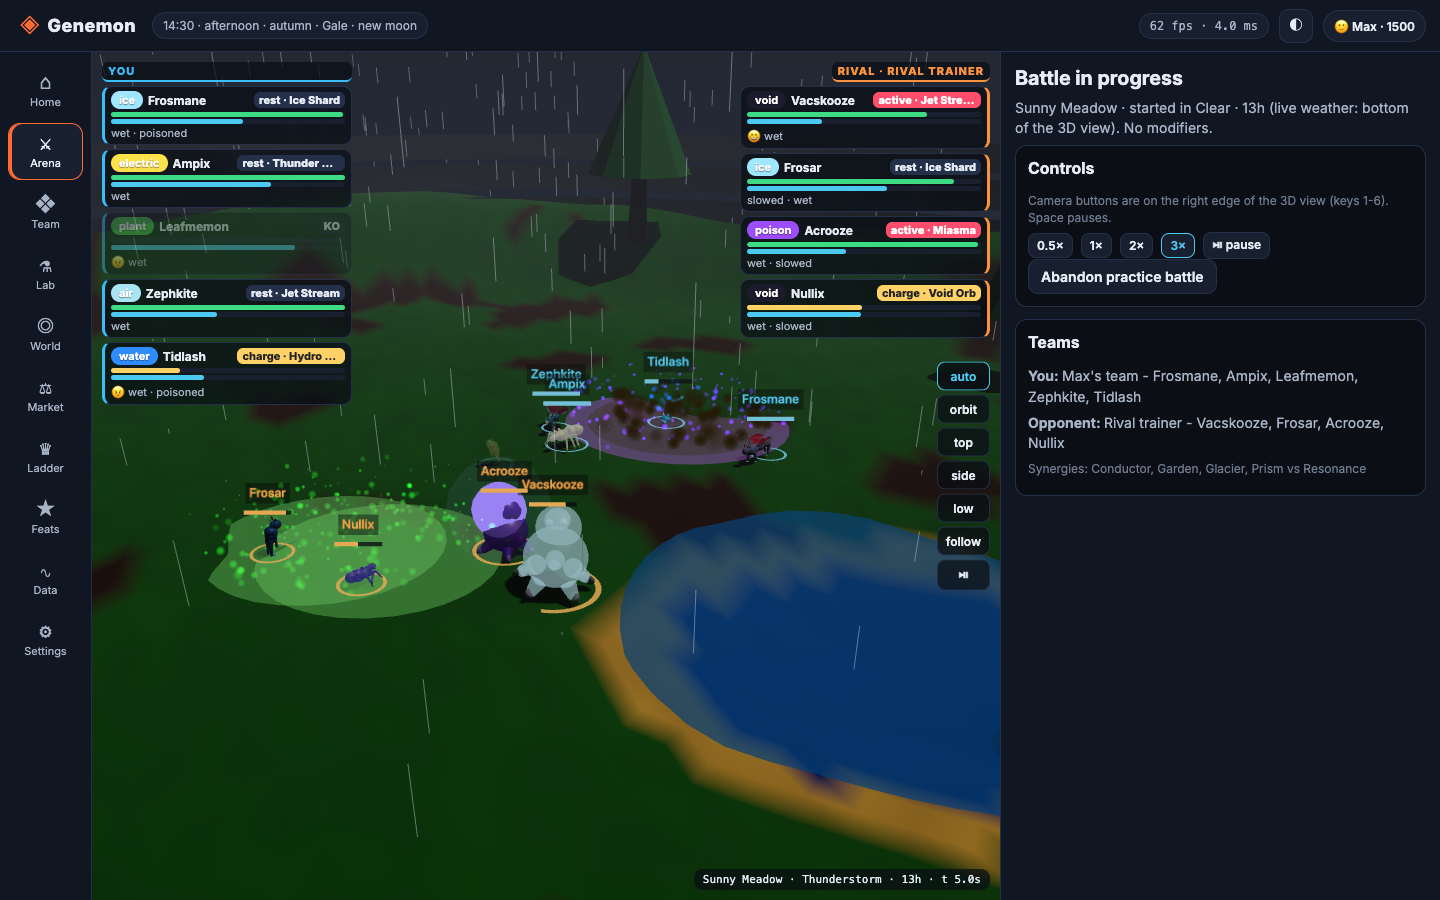 Genemon
14:30 · afternoon · autumn · Gale · new moon
62 fps · 4.0 ms
Max · 1500
Home
Arena
Team
Lab
World
Market
Ladder
Feats
Data
Settings
YOU
ice Frosmane rest · Ice Shard
wet · poisoned
electric Ampix rest · Thunder ...
wet
plant Leafmemon KO
wet
air Zephkite rest · Jet Stream
wet
water Tidlash charge · Hydro ...
wet · poisoned
RIVAL · RIVAL TRAINER
void Vacskooze active · Jet Stre...
wet
ice Frosar rest · Ice Shard
slowed · wet
poison Acrooze active · Miasma
wet · slowed
void Nullix charge · Void Orb
wet · slowed
Tidlash
Zephkite
Ampix
Frosmane
Acrooze
Vacskooze
Frosar
Nullix
auto
orbit
top
side
low
follow
Sunny Meadow · Thunderstorm · 13h · t 5.0s
Battle in progress
Sunny Meadow · started in Clear · 13h (live weather: bottom
of the 3D view). No modifiers.
Controls
Camera buttons are on the right edge of the 3D view (keys 1-6).
Space pauses.
0.5× 1× 2× 3× pause
Abandon practice battle
Teams
You: Max's team - Frosmane, Ampix, Leafmemon,
Zephkite, Tidlash
Opponent: Rival trainer - Vacskooze, Frosar, Acrooze,
Nullix
Synergies: Conductor, Garden, Glacier, Prism vs Resonance